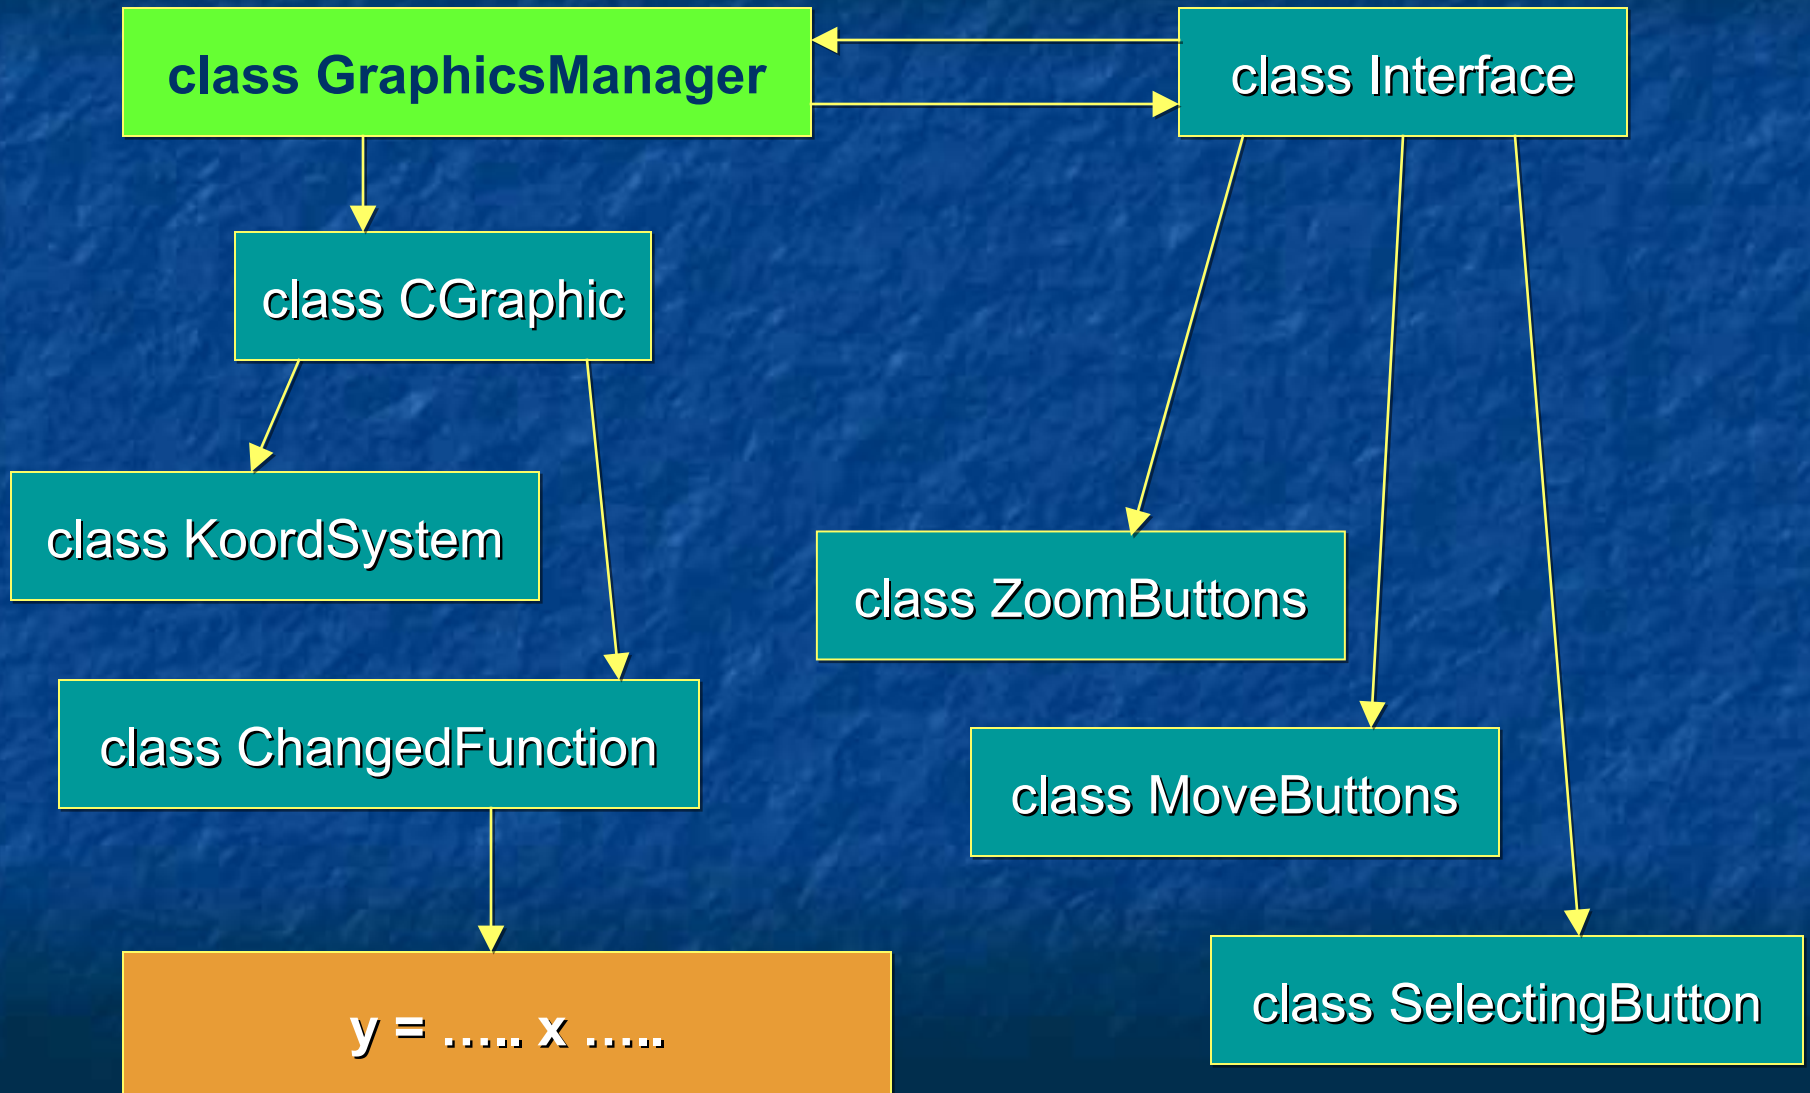 class GraphicsManager
class Interface
class CGraphic
class KoordSystem
class ZoomButtons
class ChangedFunction
class MoveButtons
class SelectingButton
y = ..... x .....